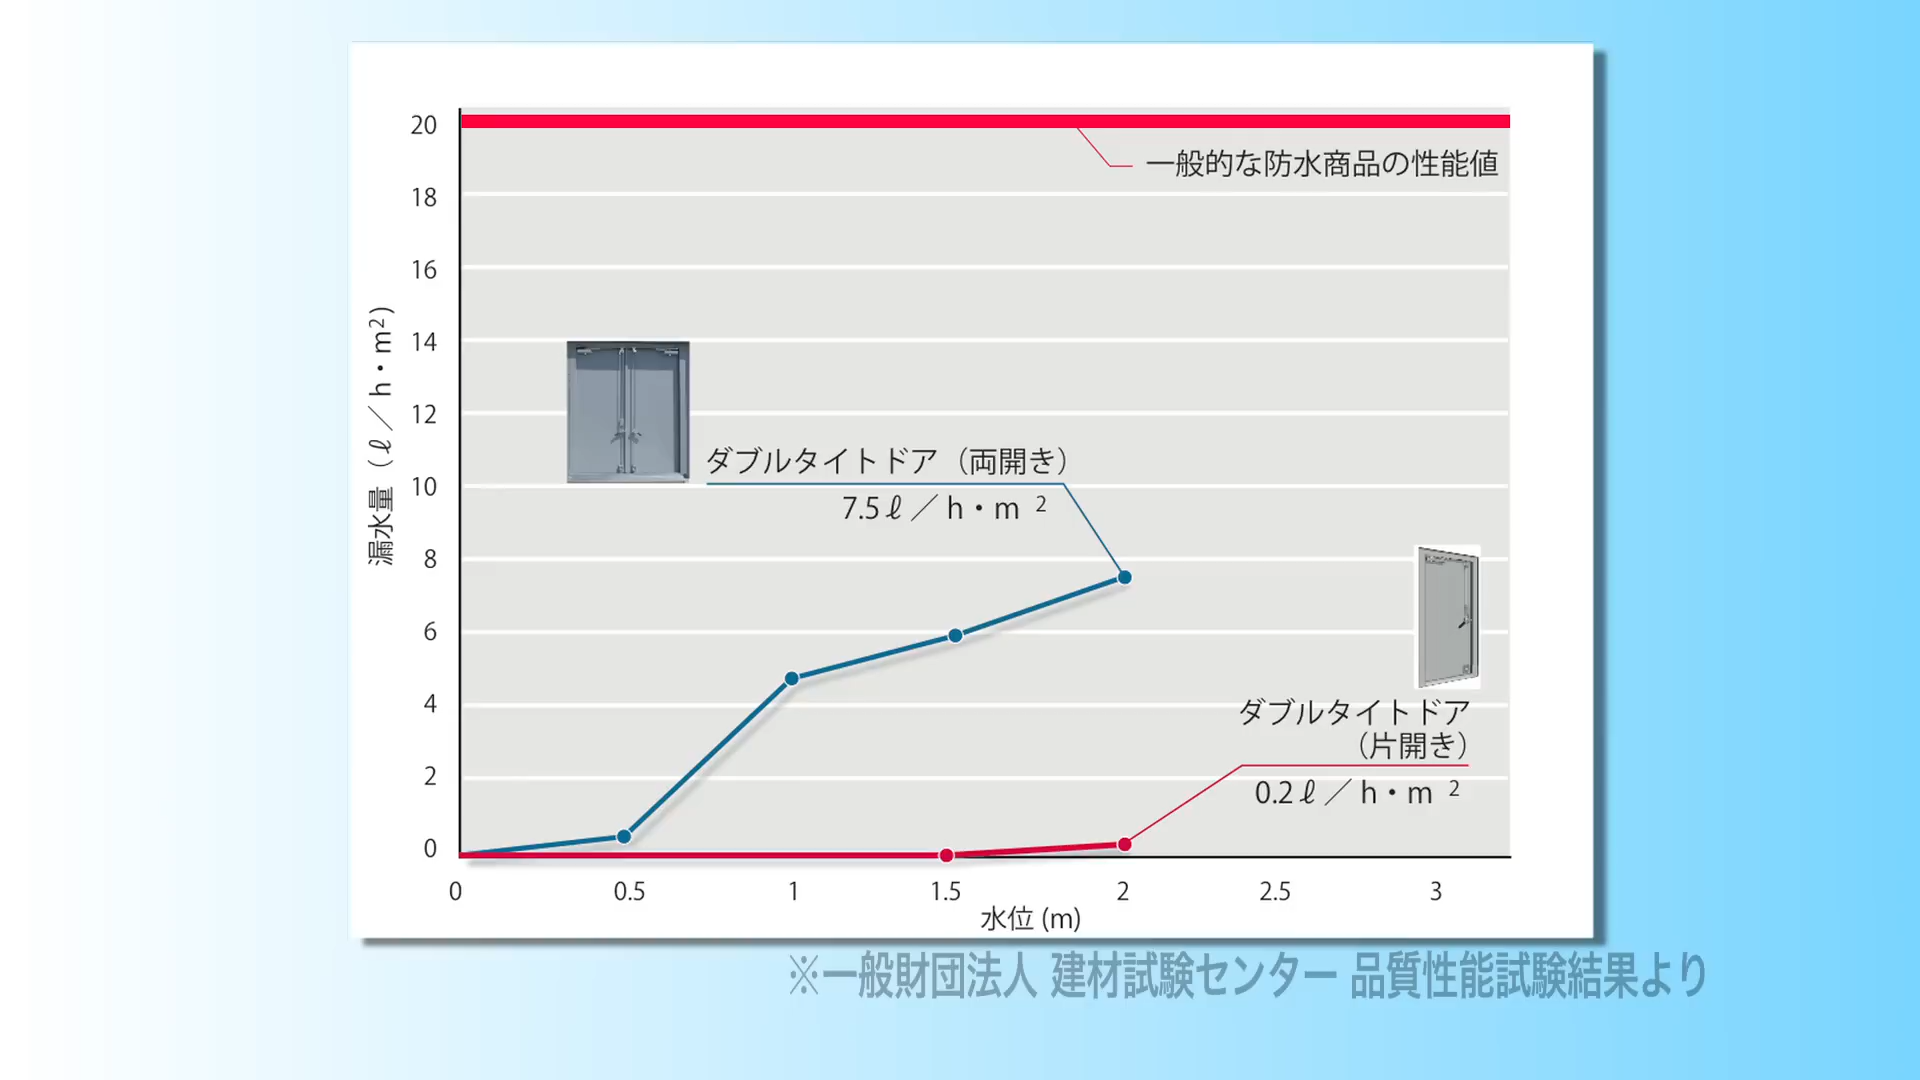 20
一般的な防水商品の性能値
18
16
14
12
ダブルタイトドア（両開き）
10
7.5ℓ／h・m²
漏水量（ℓ／h・m²）
8
6
4
ダブルタイトドア
（片開き）
2
0.2ℓ／h・m²
0
0 0.5 1 1.5 2 2.5 3
水位 (m)
※一般財団法人 建材試験センター 品質性能試験結果より